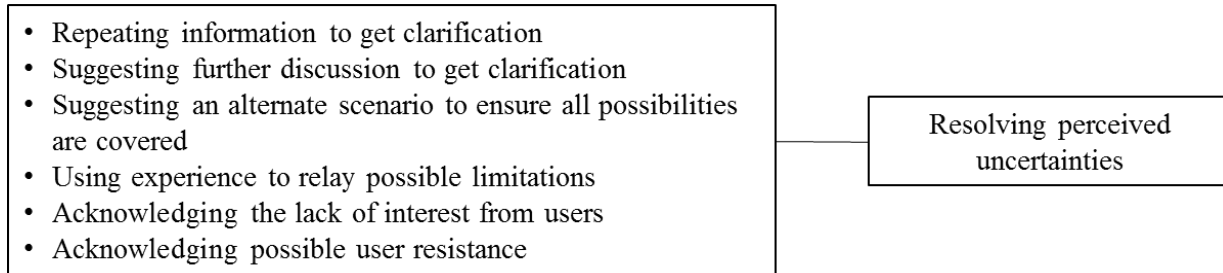 • Repeating information to get clarification
• Suggesting further discussion to get clarification
• Suggesting an alternate scenario to ensure all possibilities
are covered
• Using experience to relay possible limitations
• Acknowledging the lack of interest from users
• Acknowledging possible user resistance
Resolving perceived
uncertainties